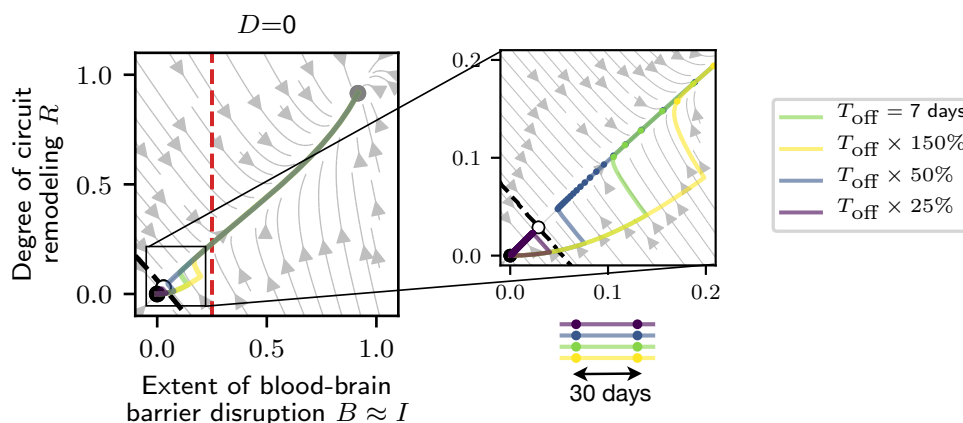 D=0
Degree of circuit
remodeling R
1.0
0.5
0.0
0.0 0.5 1.0
Extent of blood-brain
barrier disruption B ≈ I
0.2
0.1
0.0
0.0 0.1 0.2
30 days
T_off = 7 days
T_off × 150%
T_off × 50%
T_off × 25%